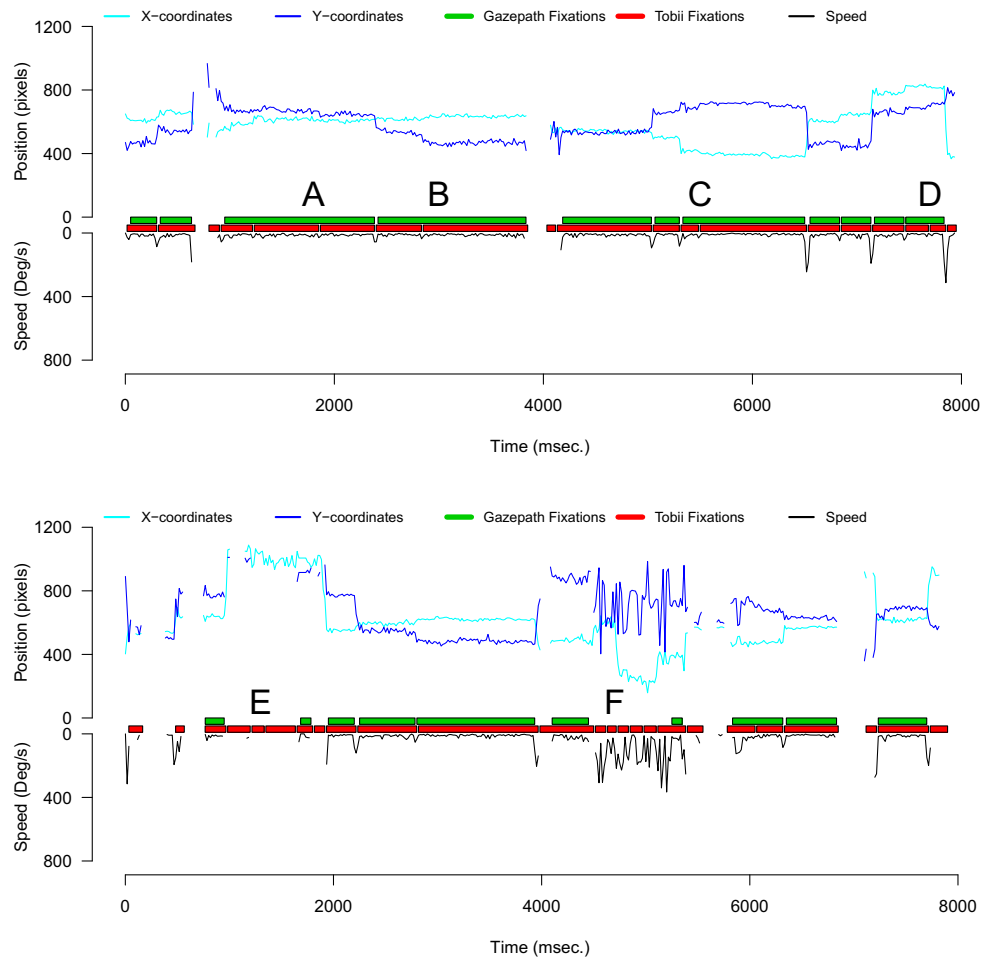 X−coordinates Y−coordinates Gazepath Fixations Tobii Fixations Speed
1200
800
400
0
Position (pixels)
A B C D
0
400
800
Speed (Deg/s)
0 2000 4000 6000 8000
Time (msec.)
X−coordinates Y−coordinates Gazepath Fixations Tobii Fixations Speed
1200
800
400
0
Position (pixels)
E F
0
400
800
Speed (Deg/s)
0 2000 4000 6000 8000
Time (msec.)